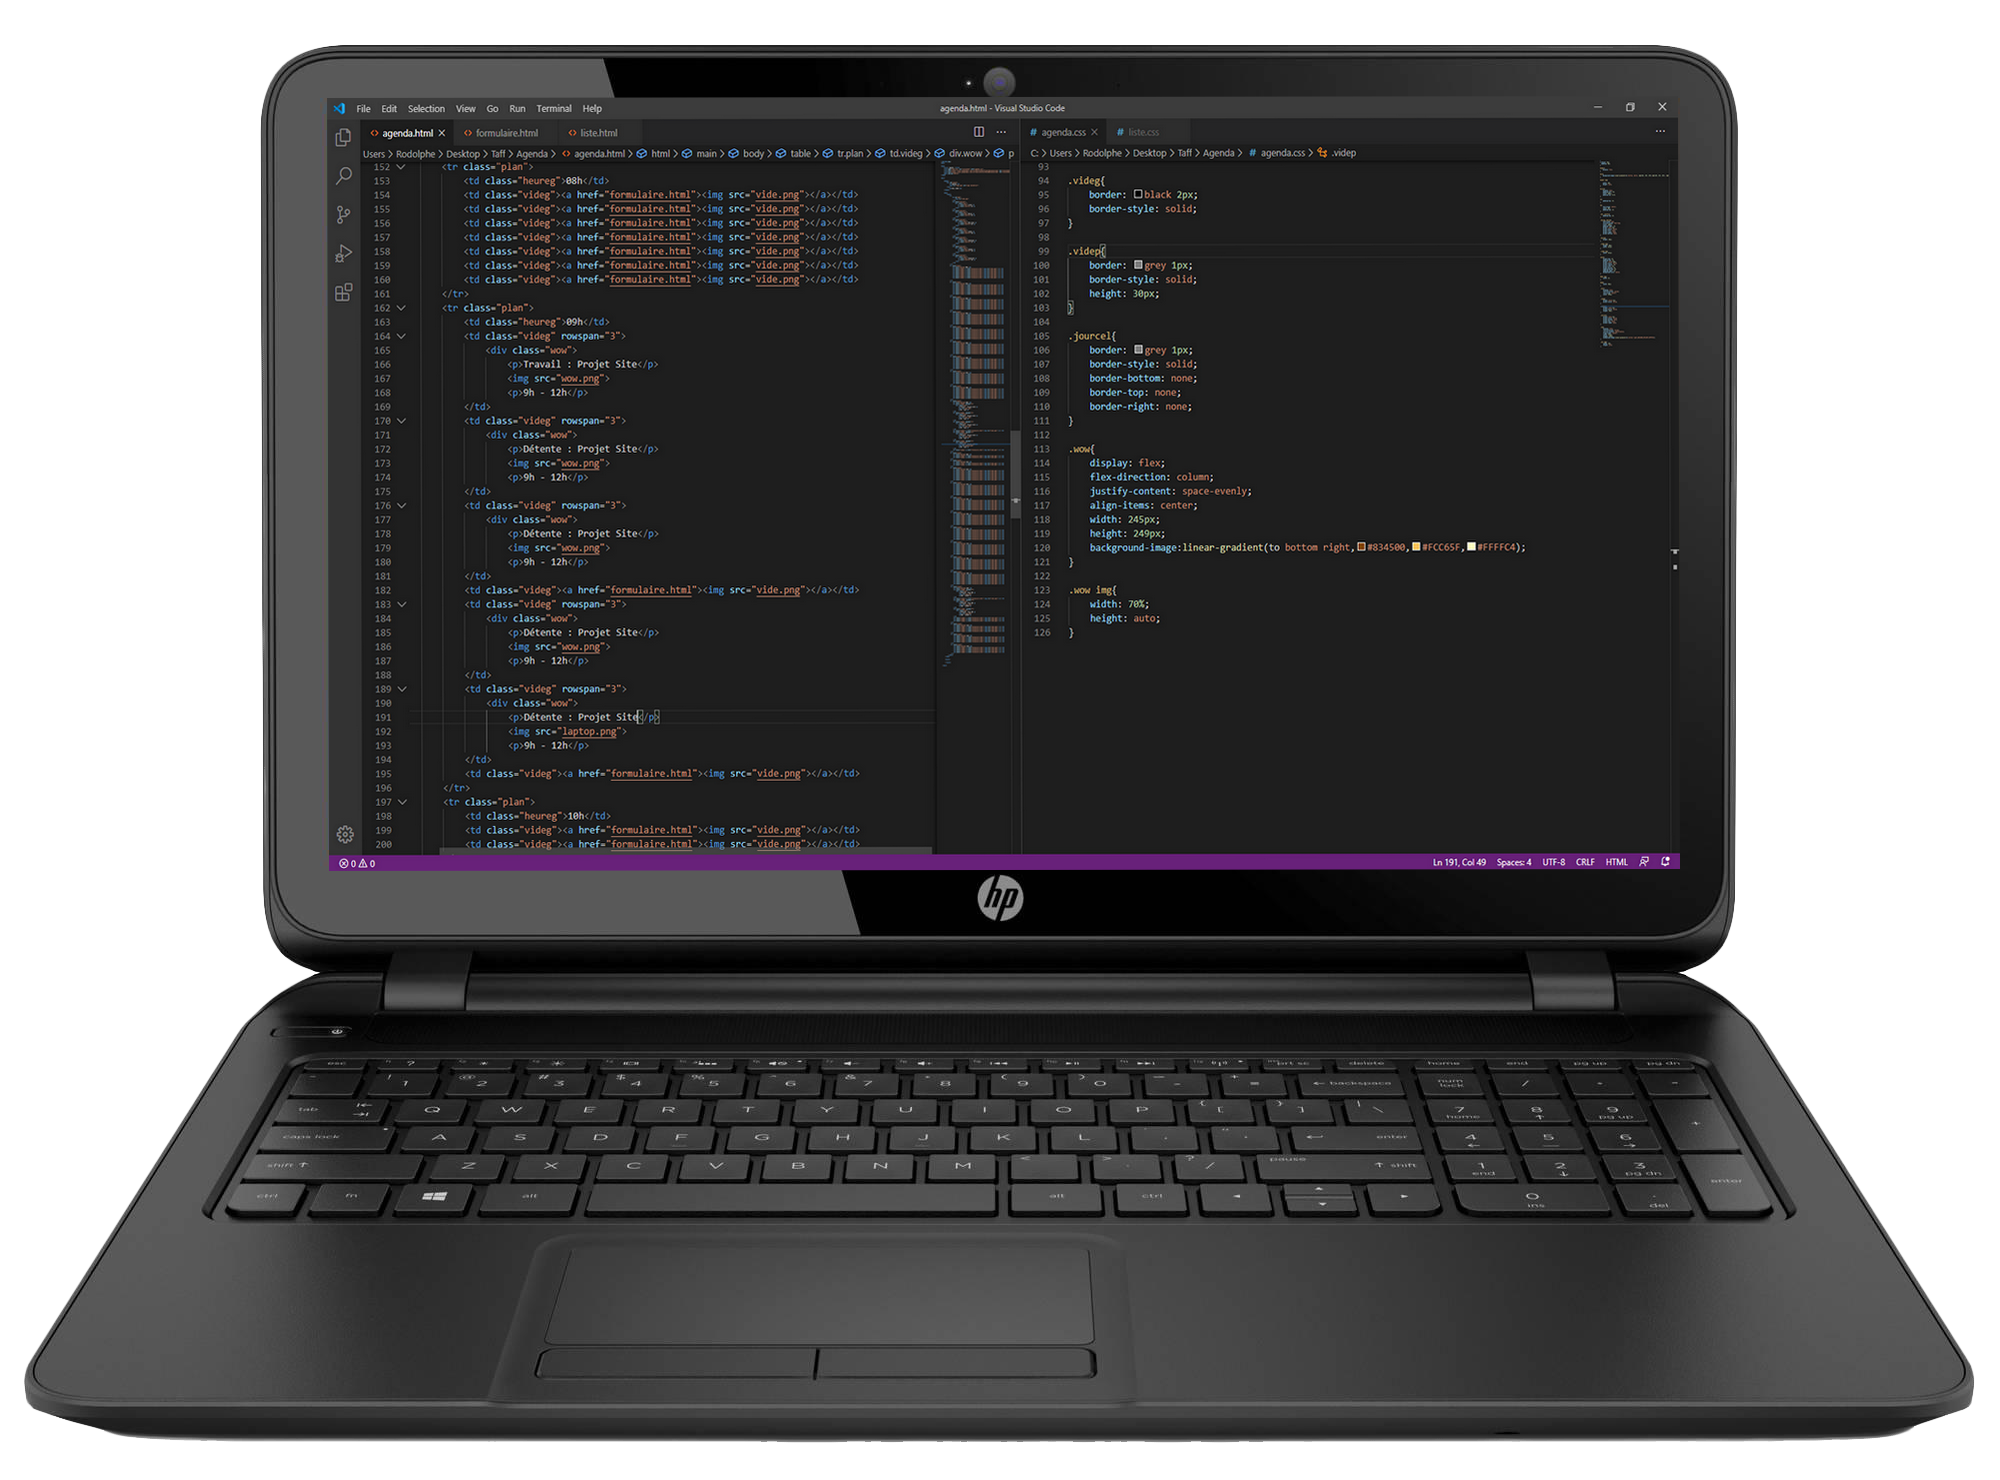 File Edit Selection View Go Run Terminal Help
agenda.html - Visual Studio Code
agenda.html formulaire.html liste.html
Users > Rodolphe > Desktop > Taff > Agenda > agenda.html > html > main > body > table > tr.plan > td.videg > div.wow > p
152 <tr class="plan">
153 <td class="heureg">08h</td>
154 <td class="videg"><a href="formulaire.html"><img src="vide.png"></a></td>
155 <td class="videg"><a href="formulaire.html"><img src="vide.png"></a></td>
156 <td class="videg"><a href="formulaire.html"><img src="vide.png"></a></td>
157 <td class="videg"><a href="formulaire.html"><img src="vide.png"></a></td>
158 <td class="videg"><a href="formulaire.html"><img src="vide.png"></a></td>
159 <td class="videg"><a href="formulaire.html"><img src="vide.png"></a></td>
160 <td class="videg"><a href="formulaire.html"><img src="vide.png"></a></td>
161 </tr>
162 <tr class="plan">
163 <td class="heureg">09h</td>
164 <td class="videg" rowspan="3">
165 <div class="wow">
166 <p>Travail : Projet Site</p>
167 <img src="wow.png">
168 <p>9h - 12h</p>
169 </td>
170 <td class="videg" rowspan="3">
171 <div class="wow">
172 <p>Détente : Projet Site</p>
173 <img src="wow.png">
174 <p>9h - 12h</p>
175 </td>
176 <td class="videg" rowspan="3">
177 <div class="wow">
178 <p>Détente : Projet Site</p>
179 <img src="wow.png">
180 <p>9h - 12h</p>
181 </td>
182 <td class="videg"><a href="formulaire.html"><img src="vide.png"></a></td>
183 <td class="videg" rowspan="3">
184 <div class="wow">
185 <p>Détente : Projet Site</p>
186 <img src="wow.png">
187 <p>9h - 12h</p>
188 </td>
189 <td class="videg" rowspan="3">
190 <div class="wow">
191 <p>Détente : Projet Site</p>
192 <img src="laptop.png">
193 <p>9h - 12h</p>
194 </td>
195 <td class="videg"><a href="formulaire.html"><img src="vide.png"></a></td>
196 </tr>
197 <tr class="plan">
198 <td class="heureg">10h</td>
199 <td class="videg"><a href="formulaire.html"><img src="vide.png"></a></td>
200 <td class="videg"><a href="formulaire.html"><img src="vide.png"></a></td>
# agenda.css # liste.css
C: > Users > Rodolphe > Desktop > Taff > Agenda > # agenda.css > .videp
93
94 .videg{
95 border: black 2px;
96 border-style: solid;
97 }
98
99 .videp{
100 border: grey 1px;
101 border-style: solid;
102 height: 30px;
103 }
104
105 .jourcel{
106 border: grey 1px;
107 border-style: solid;
108 border-bottom: none;
109 border-top: none;
110 border-right: none;
111 }
112
113 .wow{
114 display: flex;
115 flex-direction: column;
116 justify-content: space-evenly;
117 align-items: center;
118 width: 245px;
119 height: 249px;
120 background-image:linear-gradient(to bottom right,#834500,#FCC65F,#FFFFC4);
121 }
122
123 .wow img{
124 width: 70%;
125 height: auto;
126 }
0 0
Ln 191, Col 49 Spaces: 4 UTF-8 CRLF HTML
hp
esc prt sc delete home end pg up pg dn
! 1 @ 2 # 3 $ 4 % 5 ^ 6 & 7 * 8 ( 9 ) 0 - + = backspace num lock / * -
tab Q W E R T Y U I O P { [ } ] | \ 7 home 8 9 pg up +
caps lock A S D F G H J K L : ; " ' enter 4 5 6
shift Z X C V B N M < , > . ? / pause shift 1 end 2 3 pg dn enter
ctrl fn alt alt ctrl 0 ins . del